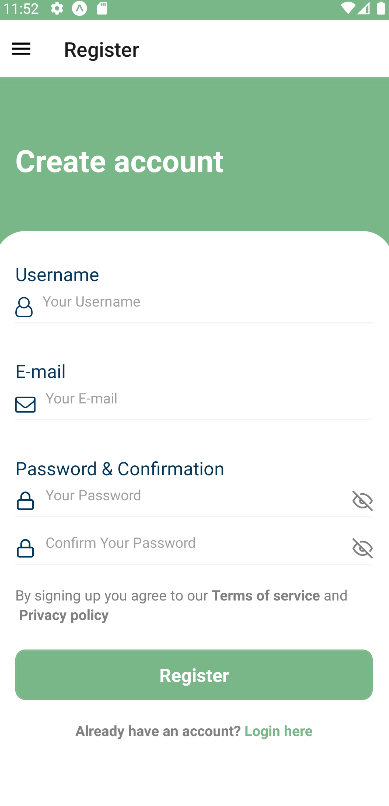 11:52
Register
Create account
Username
Your Username
E-mail
Your E-mail
Password & Confirmation
Your Password
Confirm Your Password
By signing up you agree to our Terms of service and
Privacy policy
Register
Already have an account? Login here